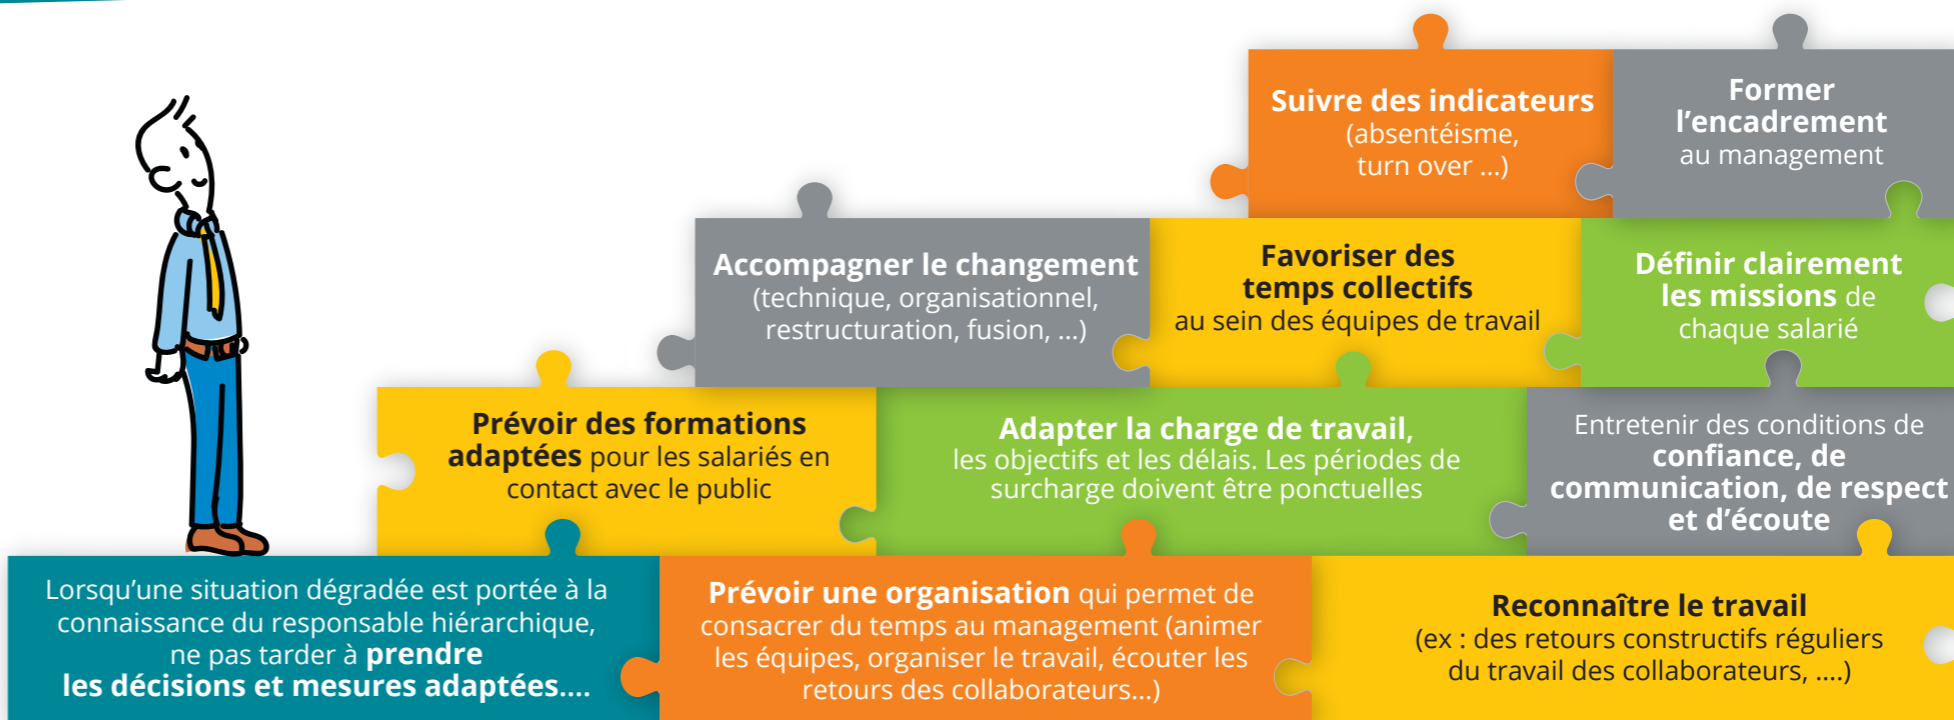 Suivre des indicateurs
(absentéisme,
turn over ...)
Former
l'encadrement
au management
Accompagner le changement
(technique, organisationnel,
restructuration, fusion, ...)
Favoriser des
temps collectifs
au sein des équipes de travail
Définir clairement
les missions de
chaque salarié
Prévoir des formations
adaptées pour les salariés en
contact avec le public
Adapter la charge de travail,
les objectifs et les délais. Les périodes de
surcharge doivent être ponctuelles
Entretenir des conditions de
confiance, de
communication, de respect
et d'écoute
Lorsqu'une situation dégradée est portée à la
connaissance du responsable hiérarchique,
ne pas tarder à prendre
les décisions et mesures adaptées....
Prévoir une organisation qui permet de
consacrer du temps au management (animer
les équipes, organiser le travail, écouter les
retours des collaborateurs...)
Reconnaître le travail
(ex : des retours constructifs réguliers
du travail des collaborateurs, ....)